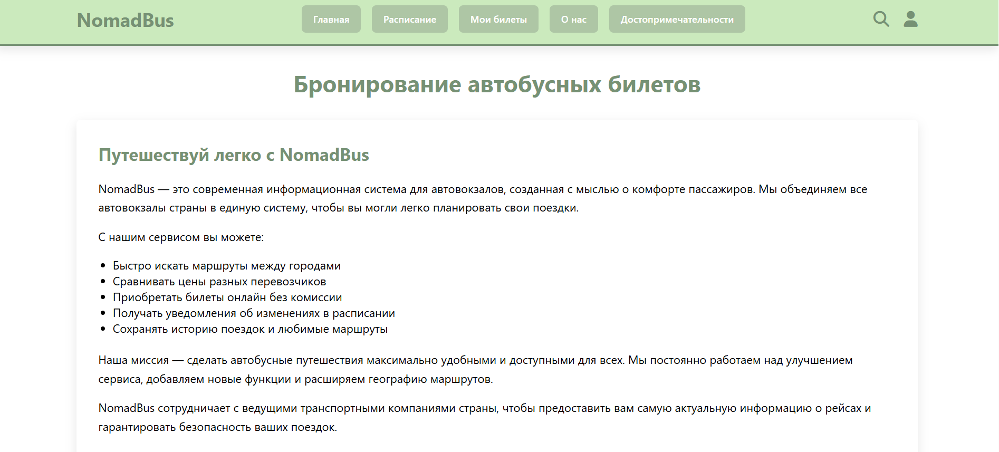 NomadBus
Главная
Расписание
Мои билеты
О нас
Достопримечательности
Бронирование автобусных билетов
Путешествуй легко с NomadBus
NomadBus — это современная информационная система для автовокзалов, созданная с мыслью о комфорте пассажиров. Мы объединяем все
автовокзалы страны в единую систему, чтобы вы могли легко планировать свои поездки.
С нашим сервисом вы можете:
• Быстро искать маршруты между городами
• Сравнивать цены разных перевозчиков
• Приобретать билеты онлайн без комиссии
• Получать уведомления об изменениях в расписании
• Сохранять историю поездок и любимые маршруты
Наша миссия — сделать автобусные путешествия максимально удобными и доступными для всех. Мы постоянно работаем над улучшением
сервиса, добавляем новые функции и расширяем географию маршрутов.
NomadBus сотрудничает с ведущими транспортными компаниями страны, чтобы предоставить вам самую актуальную информацию о рейсах и
гарантировать безопасность ваших поездок.